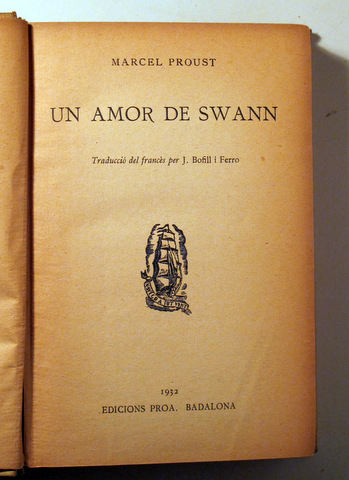 MARCEL PROUST
UN AMOR DE SWANN
Traducció del francès per J. Bofill i Ferro
1932
EDICIONS PROA. BADALONA